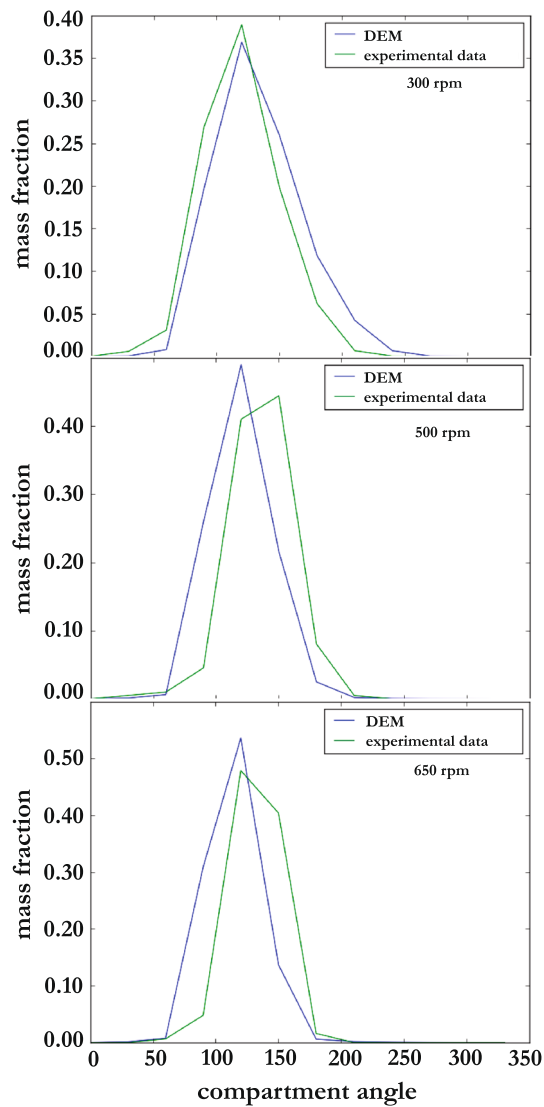 0.40
0.35
0.30
0.25
0.20
0.15
0.10
0.05
0.00
mass fraction
DEM
experimental data
300 rpm
0.40
0.30
0.20
0.10
0.00
mass fraction
DEM
experimental data
500 rpm
0.50
0.40
0.30
0.20
0.10
0.00
mass fraction
DEM
experimental data
650 rpm
0 50 100 150 200 250 300 350
compartment angle